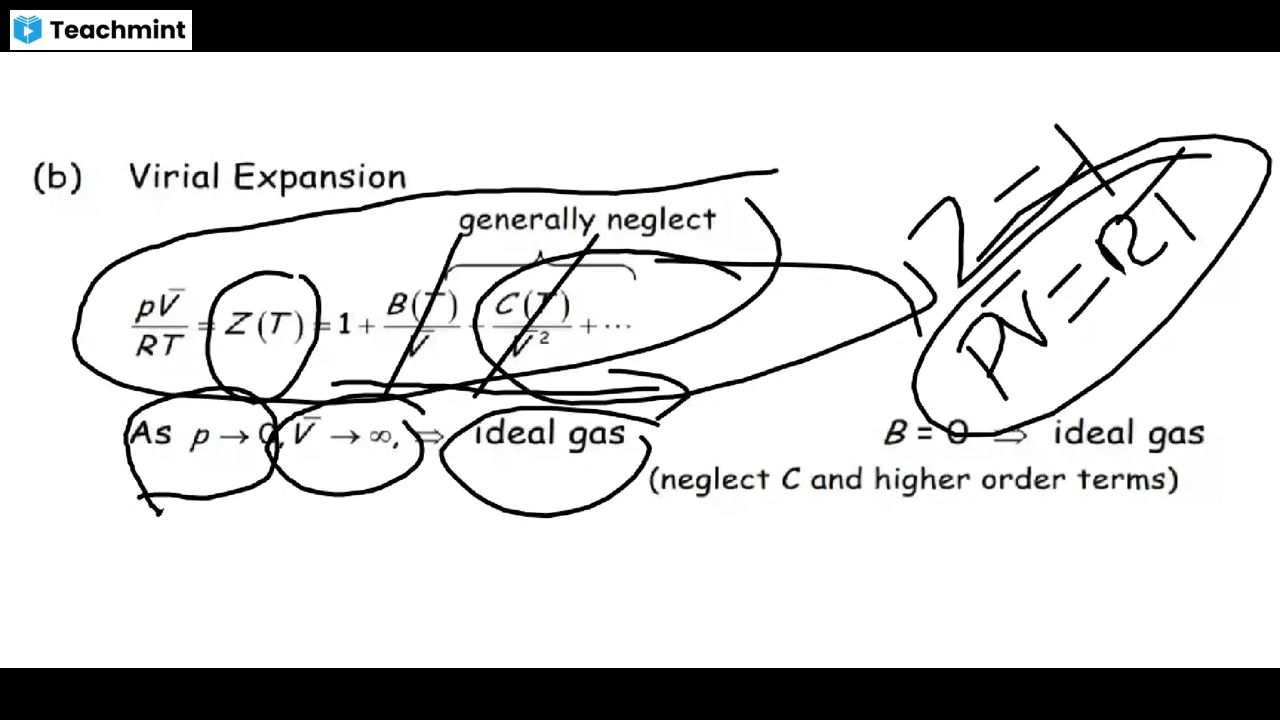 Teachmint
(b) Virial Expansion
generally neglect
pV̅/RT = Z(T) = 1 + B(T)/V̅ + C(T)/V̅² + ⋯
PV = RT
As p → 0, V̅ → ∞, ⇒ ideal gas B = 0 ⇒ ideal gas
(neglect C and higher order terms)